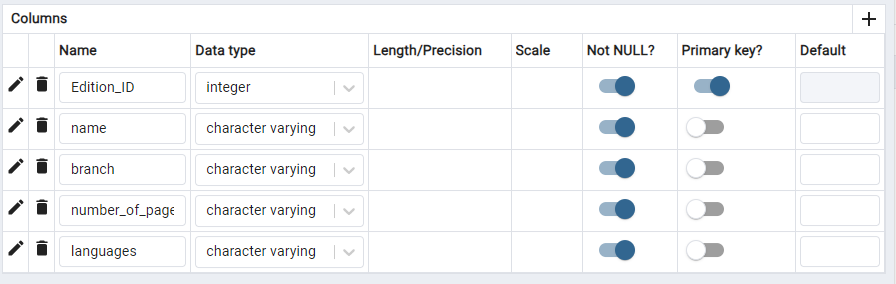 Columns
Name Data type Length/Precision Scale Not NULL? Primary key? Default
Edition_ID integer
name character varying
branch character varying
number_of_page character varying
languages character varying